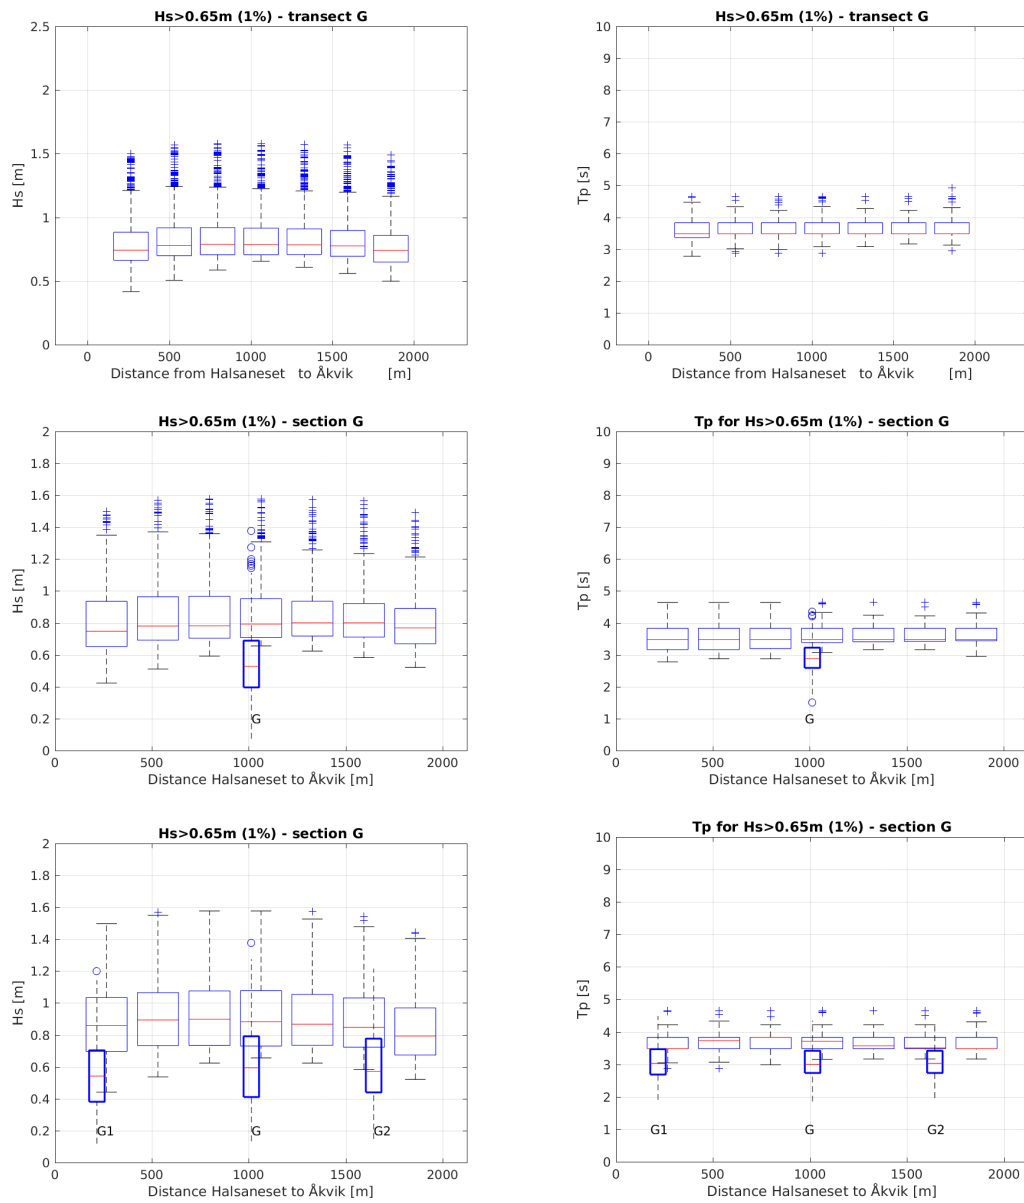 Hs>0.65m (1%) - transect G
2.5
2
1.5
1
0.5
0
Hs [m]
0 500 1000 1500 2000
Distance from Halsaneset to Åkvik [m]
Hs>0.65m (1%) - transect G
10
9
8
7
6
5
4
3
2
1
0
Tp [s]
0 500 1000 1500 2000
Distance from Halsaneset to Åkvik [m]
Hs>0.65m (1%) - section G
2
1.8
1.6
1.4
1.2
1
0.8
0.6
0.4
0.2
0
Hs [m]
G
0 500 1000 1500 2000
Distance Halsaneset to Åkvik [m]
Tp for Hs>0.65m (1%) - section G
10
9
8
7
6
5
4
3
2
1
0
Tp [s]
G
0 500 1000 1500 2000
Distance Halsaneset to Åkvik [m]
Hs>0.65m (1%) - section G
2
1.8
1.6
1.4
1.2
1
0.8
0.6
0.4
0.2
0
Hs [m]
G1 G G2
0 500 1000 1500 2000
Distance Halsaneset to Åkvik [m]
Tp for Hs>0.65m (1%) - section G
10
9
8
7
6
5
4
3
2
1
0
Tp [s]
G1 G G2
0 500 1000 1500 2000
Distance Halsaneset to Åkvik [m]